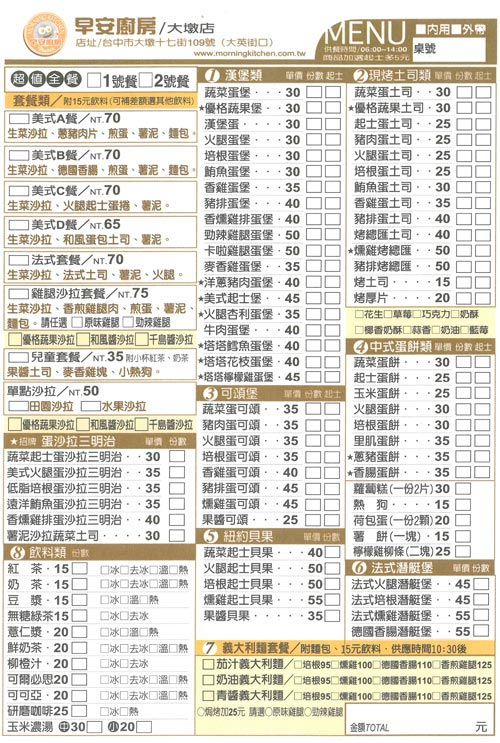 早安廚房
早安廚房/大墩店
店址/台中市大墩十七街109號(大英街口)
www.morningkitchen.com.tw
MENU
供餐時間/06:00~14:00
商品加選起士多5元
■內用■外帶
桌號
超值全餐 □1號餐□2號餐
套餐類/附15元飲料(可補差額選其他飲料)
□美式A餐/NT.70
生菜沙拉、蔥豬肉片、煎蛋、薯泥、麵包。
□美式B餐/NT.70
生菜沙拉、德國香腸、煎蛋、薯泥、麵包。
□美式C餐/NT.70
生菜沙拉、火腿起士蛋捲、薯泥。
□美式D餐/NT.65
生菜沙拉、和風蛋包土司、薯泥。
□法式套餐/NT.70
生菜沙拉、法式土司、薯泥、火腿。
□雞腿沙拉套餐/NT.75
生菜沙拉、香煎雞腿肉、煎蛋、薯泥、
麵包。請任選 □原味雞腿 □勁辣雞腿
□優格蔬果沙拉 □和風醬沙拉 □千島醬沙拉
□兒童套餐/NT.35 附小杯紅茶、奶茶
果醬土司、麥香雞塊、小熱狗。
單點沙拉/NT.50
□田園沙拉 □水果沙拉
□優格蔬果沙拉 □和風醬沙拉 □千島醬沙拉
★招牌 蛋沙拉三明治 單價 份數
蔬菜起士蛋沙拉三明治‧‧30
美式火腿蛋沙拉三明治‧‧35
低脂培根蛋沙拉三明治‧‧35
遠洋鮪魚蛋沙拉三明治‧‧35
香燻雞排蛋沙拉三明治‧‧40
薯泥沙拉蔬菜土司‧‧‧‧30
⑧飲料類 份數
紅茶‧15 □冰□去冰□溫□熱
奶茶‧15 □冰□去冰□溫□熱
豆漿‧15 □冰□溫□熱
無糖綠茶15 □冰□去冰
薏仁漿‧20 □冰□溫□熱
鮮奶茶‧20 □冰□去冰□溫□熱
柳橙汁‧20 □冰□去冰
可爾必思20 □冰□去冰□溫□熱
可可亞‧20 □冰□去冰□溫□熱
研磨咖啡25 □冰□熱
玉米濃湯 中30 小20
①漢堡類 單價 份數 起士
蔬菜蛋堡‧‧‧30
★優格蔬果堡‧‧30
漢堡蛋‧‧‧‧30
火腿蛋堡‧‧‧30
培根蛋堡‧‧‧30
鮪魚蛋堡‧‧‧30
香雞蛋堡‧‧‧35
豬排蛋堡‧‧‧40
香燻雞排蛋堡‧40
勁辣雞腿蛋堡‧50
卡啦雞腿蛋堡‧50
麥香雞蛋堡‧‧35
★洋蔥豬肉蛋堡‧40
★美式起士堡‧‧45
★火腿杏利蛋堡‧35
牛肉蛋堡‧‧‧40
★塔塔鱈魚蛋堡‧40
★塔塔花枝蛋堡‧40
★塔塔檸檬雞蛋堡‧45
③可頌堡 單價 份數 起士
蔬菜蛋可頌‧‧35
豬肉蛋可頌‧‧35
火腿蛋可頌‧‧35
培根蛋可頌‧‧35
香雞蛋可頌‧‧40
豬排蛋可頌‧‧45
燻雞蛋可頌‧‧45
果醬可頌‧‧‧25
⑤紐約貝果 單價 份數 起士
蔬菜起士貝果‧‧‧40
火腿起士貝果‧‧‧50
培根起士貝果‧‧‧50
燻雞起士貝果‧‧‧55
果醬貝果‧‧‧‧‧35
②現烤土司類 單價 份數 起士
蔬菜蛋土司‧‧30
★優格蔬果土司‧30
起士蛋土司‧‧25
豬肉蛋土司‧‧25
火腿蛋土司‧‧25
培根蛋土司‧‧25
鮪魚蛋土司‧‧30
香雞蛋土司‧‧35
豬排蛋土司‧‧40
烤總匯土司‧‧40
★燻雞烤總匯‧‧50
豬排烤總匯‧‧50
烤土司‧‧‧‧15
烤厚片‧‧‧‧20
□花生□草莓□巧克力□奶酥
□椰香奶酥□蒜香□奶油□藍莓
④中式蛋餅類 單價 份數 起士
蔬菜蛋餅‧‧‧30
起士蛋餅‧‧‧25
玉米蛋餅‧‧‧25
火腿蛋餅‧‧‧30
培根蛋餅‧‧‧30
里肌蛋餅‧‧‧35
★蔥豬蛋餅‧‧‧35
★香腸蛋餅‧‧‧35
蘿蔔糕(一份2片)30
熱狗‧‧‧‧15
荷包蛋(一份2顆)20
薯餅(一塊)‧15
檸檬雞柳條(二塊)25
⑥法式潛艇堡 單價 份數
法式火腿潛艇堡‧‧45
法式培根潛艇堡‧‧45
法式燻雞潛艇堡‧‧55
德國香腸潛艇堡‧‧55
⑦義大利麵套餐/附麵包、15元飲料‧供應時間10:30後
□茄汁義大利麵/□培根95□燻雞100□德國香腸110□香煎雞腿125
□奶油義大利麵/□培根95□燻雞100□德國香腸110□香煎雞腿125
□青醬義大利麵/□培根95□燻雞100□德國香腸110□香煎雞腿125
○焗烤加25元 請選○原味雞腿○勁辣雞腿
金額TOTAL 元